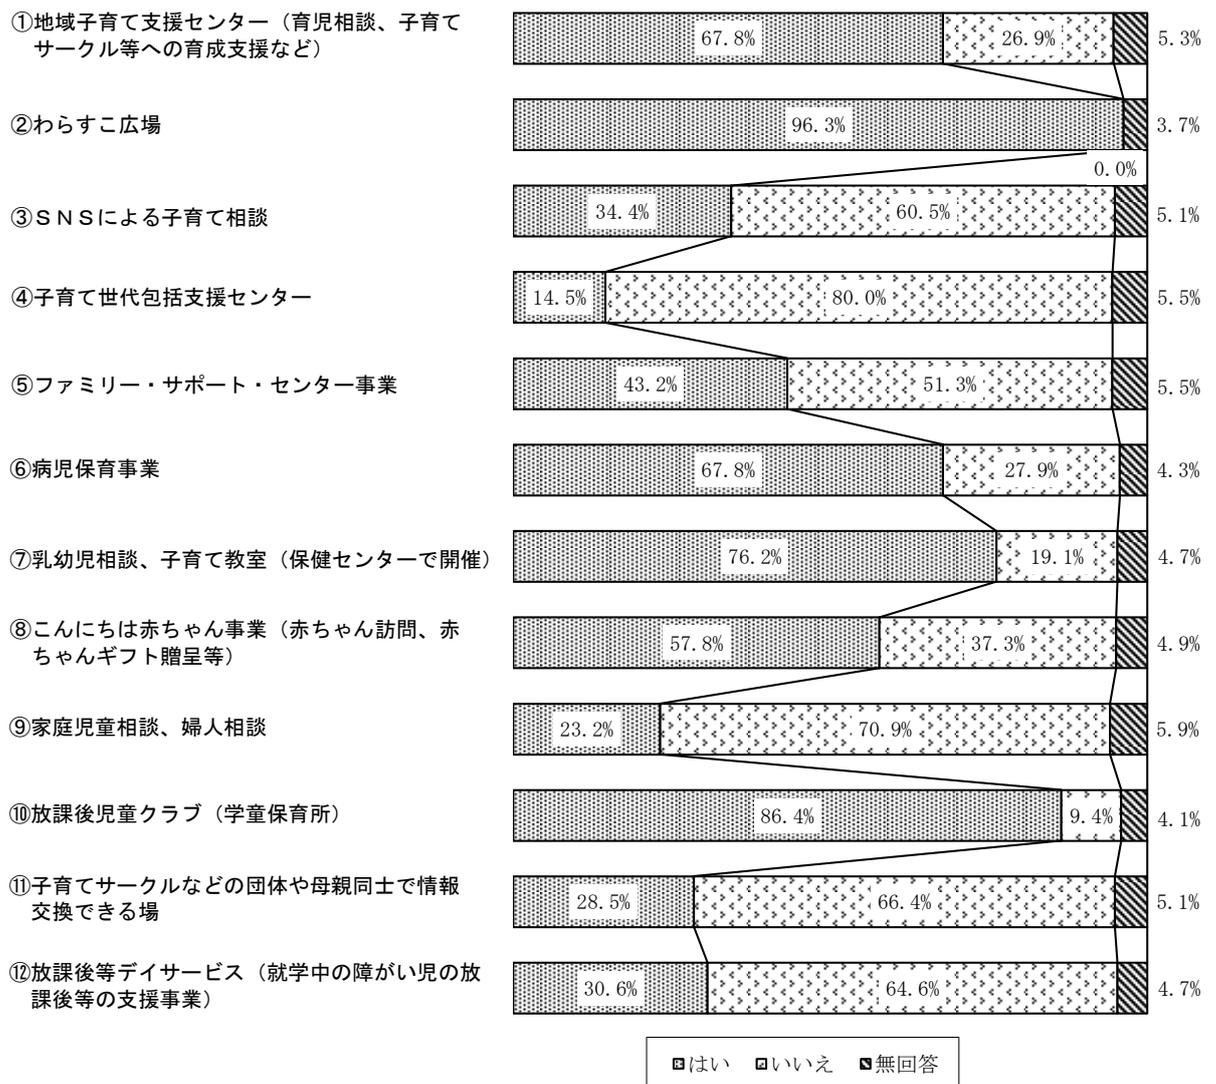 ①地域子育て支援センター（育児相談、子育て
サークル等への育成支援など）
67.8%
26.9%
5.3%
②わらすこ広場
96.3%
3.7%
0.0%
③ＳＮＳによる子育て相談
34.4%
60.5%
5.1%
④子育て世代包括支援センター
14.5%
80.0%
5.5%
⑤ファミリー・サポート・センター事業
43.2%
51.3%
5.5%
⑥病児保育事業
67.8%
27.9%
4.3%
⑦乳幼児相談、子育て教室（保健センターで開催）
76.2%
19.1%
4.7%
⑧こんにちは赤ちゃん事業（赤ちゃん訪問、赤
ちゃんギフト贈呈等）
57.8%
37.3%
4.9%
⑨家庭児童相談、婦人相談
23.2%
70.9%
5.9%
⑩放課後児童クラブ（学童保育所）
86.4%
9.4%
4.1%
⑪子育てサークルなどの団体や母親同士で情報
交換できる場
28.5%
66.4%
5.1%
⑫放課後等デイサービス（就学中の障がい児の放
課後等の支援事業）
30.6%
64.6%
4.7%
はい いいえ 無回答